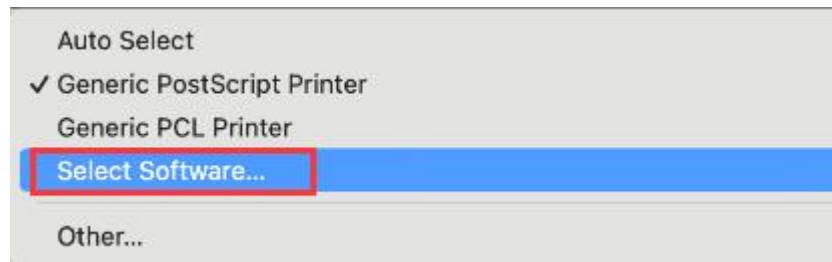 Auto Select
✓ Generic PostScript Printer
Generic PCL Printer
Select Software...
Other...